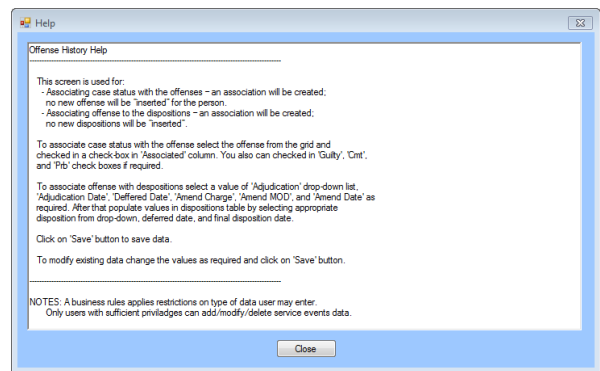 Help
Offense History Help
--------------------------------------------------------------------------------
This screen is used for:
- Associating case status with the offenses – an association will be created;
no new offense will be "inserted" for the person.
- Associating offense to the dispositions – an association will be created;
no new dispositions will be "inserted".
To associate case status with the offense select the offense from the grid and
checked in a check-box in 'Associated' column. You also can checked in 'Guilty', 'Cmt',
and 'Prb' check boxes if required.
To associate offense with despositions select a value of 'Adjudication' drop-down list,
'Adjudication Date', 'Deffered Date', 'Amend Charge', 'Amend MOD', and 'Amend Date' as
required. After that populate values in dispositions table by selecting appropriate
disposition from drop-down, deferred date, and final disposition date.
Click on 'Save' button to save data.
To modify existing data change the values as required and click on 'Save' button.
--------------------------------------------------------------------------------
NOTES: A business rules applies restrictions on type of data user may enter.
Only users with sufficient priviladges can add/modify/delete service events data.
Close